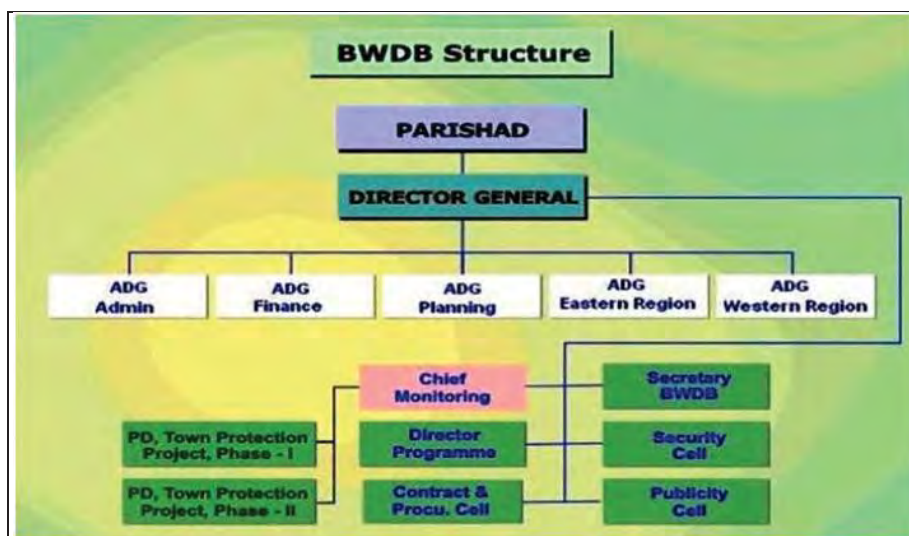 BWDB Structure
PARISHAD
DIRECTOR GENERAL
ADG
Admin
ADG
Finance
ADG
Planning
ADG
Eastern Region
ADG
Western Region
Chief
Monitoring
Secretary
BWDB
PD, Town Protection
Project, Phase - I
Director
Programme
Security
Cell
PD, Town Protection
Project, Phase - II
Contract &
Procu. Cell
Publicity
Cell